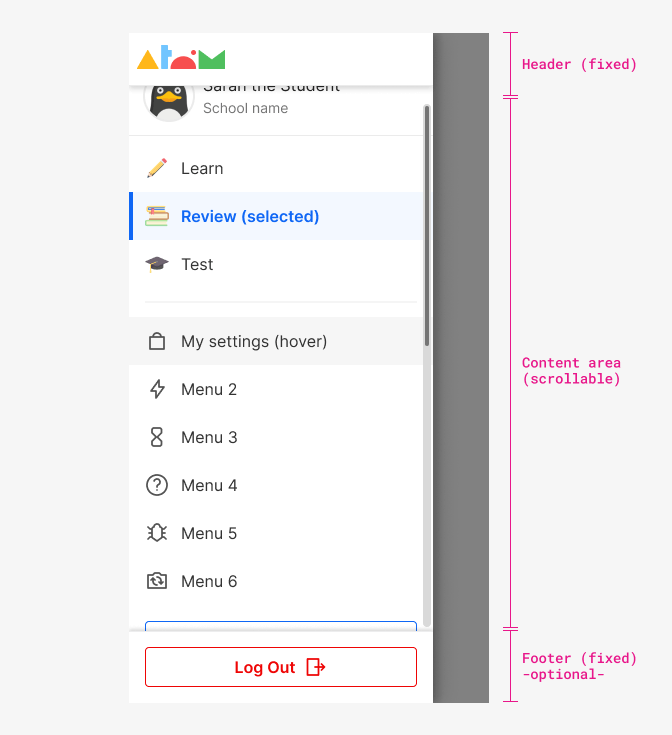 Atom
Header (fixed)
Sarah the Student
School name
Learn
Review (selected)
Test
My settings (hover)
Menu 2
Content area
(scrollable)
Menu 3
Menu 4
Menu 5
Menu 6
Log Out
Footer (fixed)
-optional-